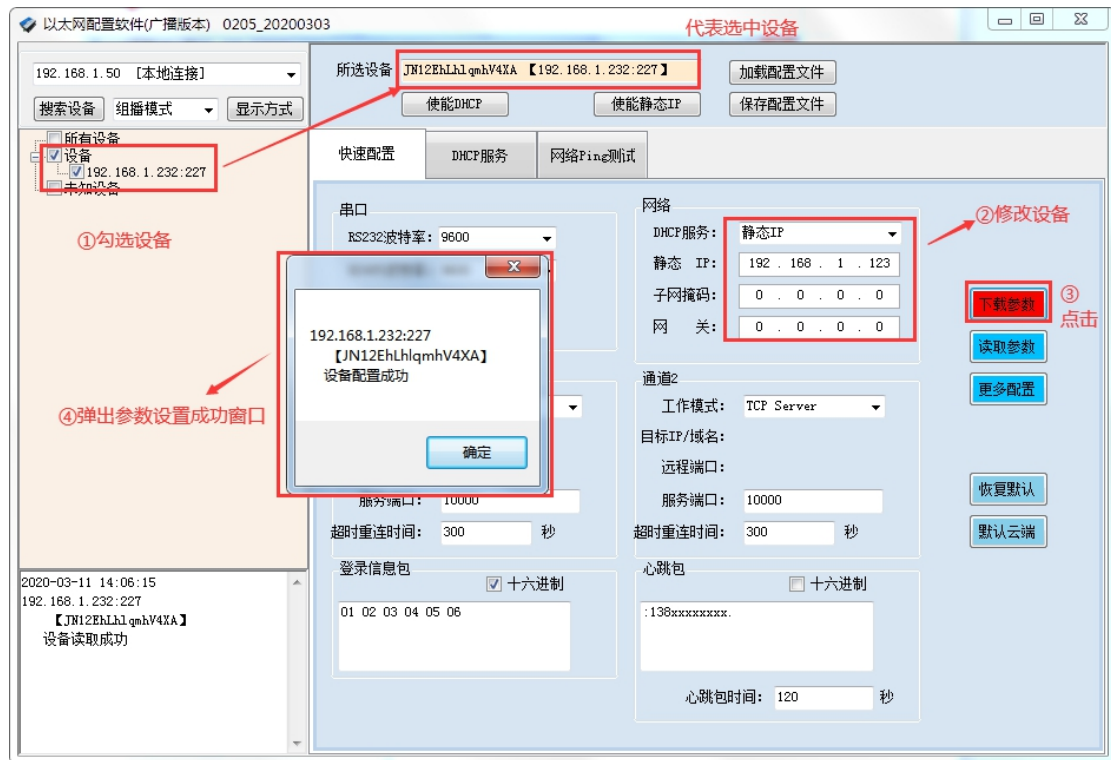 以太网配置软件(广播版本) 0205_20200303
代表选中设备
192.168.1.50 [本地连接]
搜索设备 组播模式 显示方式
所选设备 JN12EhLhlqmhV4XA 【192.168.1.232:227】 加载配置文件
使能DHCP 使能静态IP 保存配置文件
所有设备
设备
192.168.1.232:227
未知设备
①勾选设备
快速配置 DHCP服务 网络Ping测试
串口
RS232波特率: 9600
网络
DHCP服务: 静态IP
静态 IP: 192 . 168 . 1 . 123
子网掩码: 0 . 0 . 0 . 0
网 关: 0 . 0 . 0 . 0
②修改设备
下载参数
③
点击
读取参数
更多配置
恢复默认
默认云端
192.168.1.232:227
【JN12EhLhlqmhV4XA】
设备配置成功
确定
④弹出参数设置成功窗口
通道2
工作模式: TCP Server
目标IP/域名:
远程端口:
服务端口: 10000
服务端口: 10000
超时重连时间: 300 秒
超时重连时间: 300 秒
登录信息包
十六进制
01 02 03 04 05 06
心跳包
十六进制
:138xxxxxxxx.
心跳包时间: 120 秒
2020-03-11 14:06:15
192.168.1.232:227
【JN12EhLhlqmhV4XA】
设备读取成功